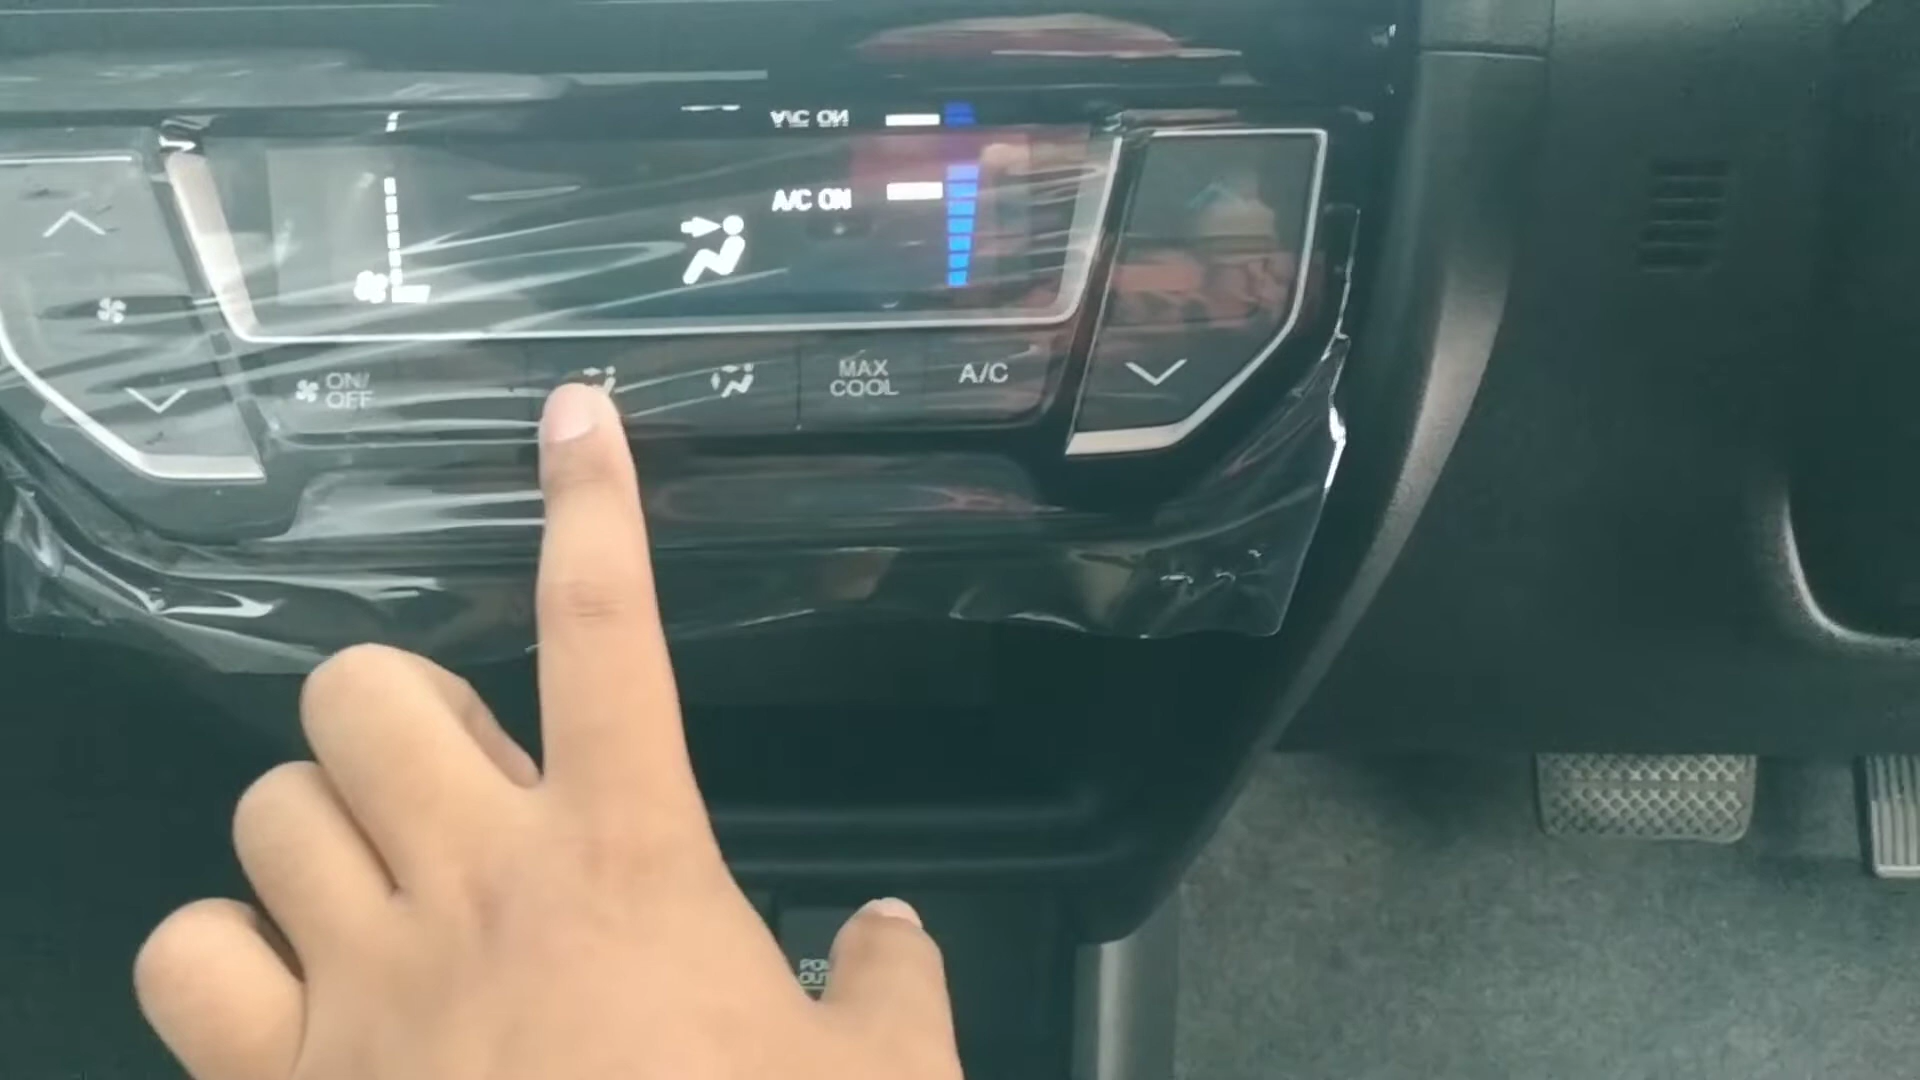 A/C ON
A/C ON
ON/
OFF
MAX
COOL
A/C